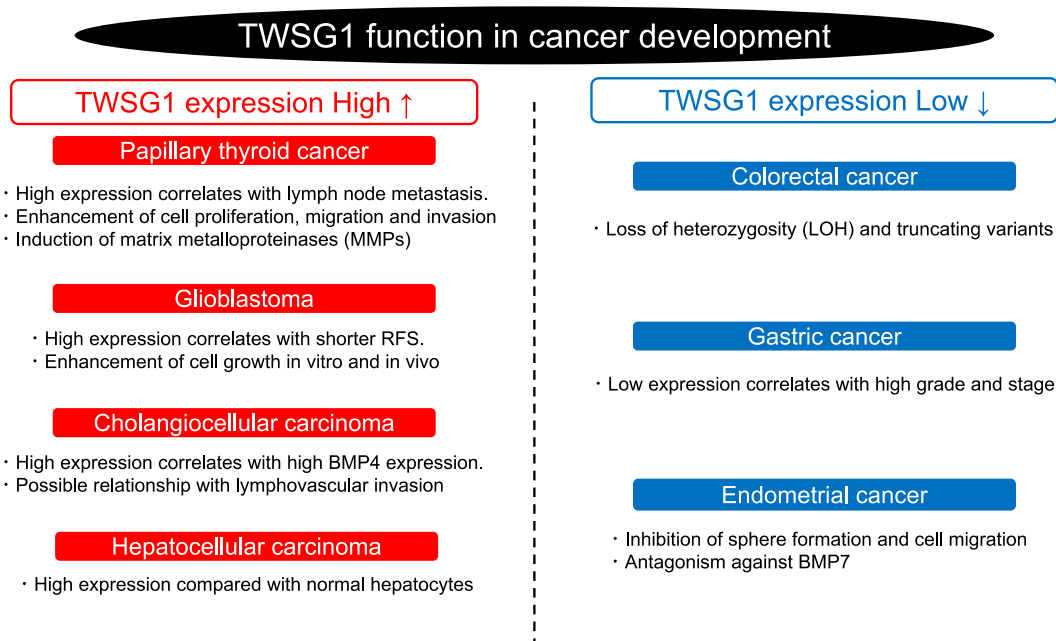 TWSG1 function in cancer development
TWSG1 expression High ↑
Papillary thyroid cancer
・High expression correlates with lymph node metastasis.
・Enhancement of cell proliferation, migration and invasion
・Induction of matrix metalloproteinases (MMPs)
Glioblastoma
・High expression correlates with shorter RFS.
・Enhancement of cell growth in vitro and in vivo
Cholangiocellular carcinoma
・High expression correlates with high BMP4 expression.
・Possible relationship with lymphovascular invasion
Hepatocellular carcinoma
・High expression compared with normal hepatocytes
TWSG1 expression Low ↓
Colorectal cancer
・Loss of heterozygosity (LOH) and truncating variants
Gastric cancer
・Low expression correlates with high grade and stage
Endometrial cancer
・Inhibition of sphere formation and cell migration
・Antagonism against BMP7